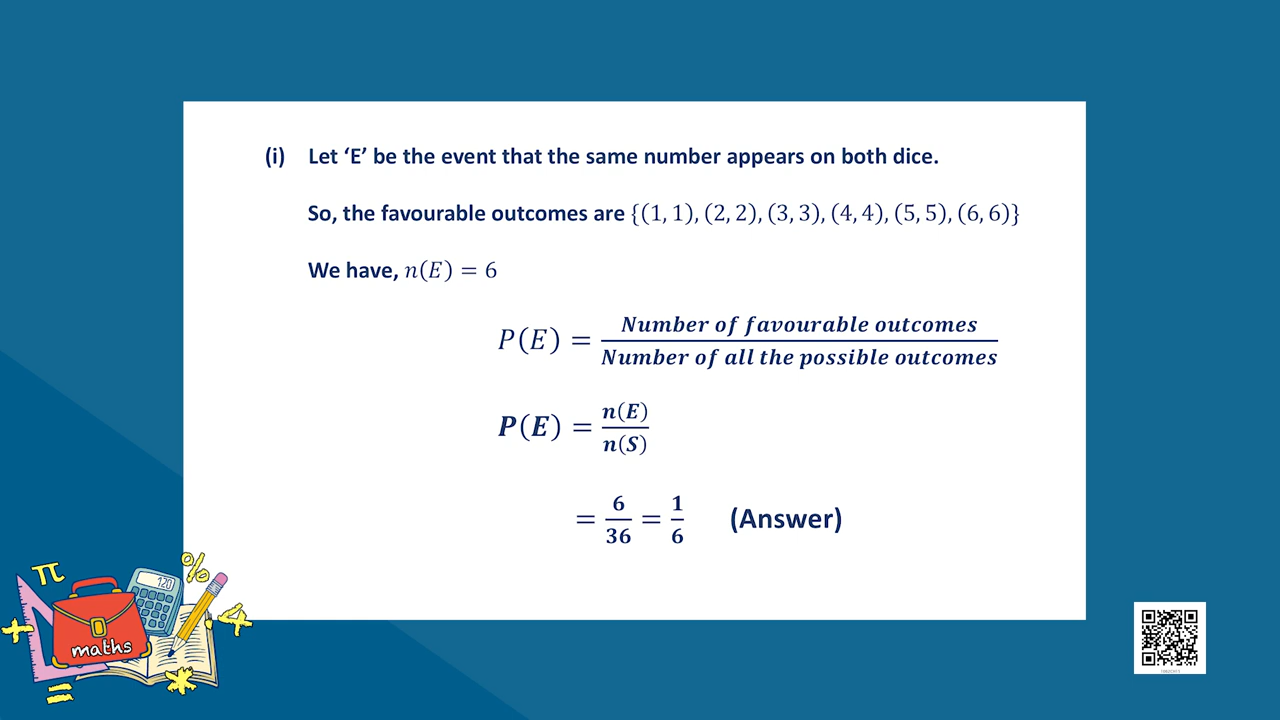 (i) Let ‘E’ be the event that the same number appears on both dice.
So, the favourable outcomes are {(1, 1), (2, 2), (3, 3), (4, 4), (5, 5), (6, 6)}
We have, n(E) = 6
P(E) = Number of favourable outcomes / Number of all the possible outcomes
P(E) = n(E) / n(S)
= 6/36 = 1/6 (Answer)
π
%
120
+
4
maths
*
=